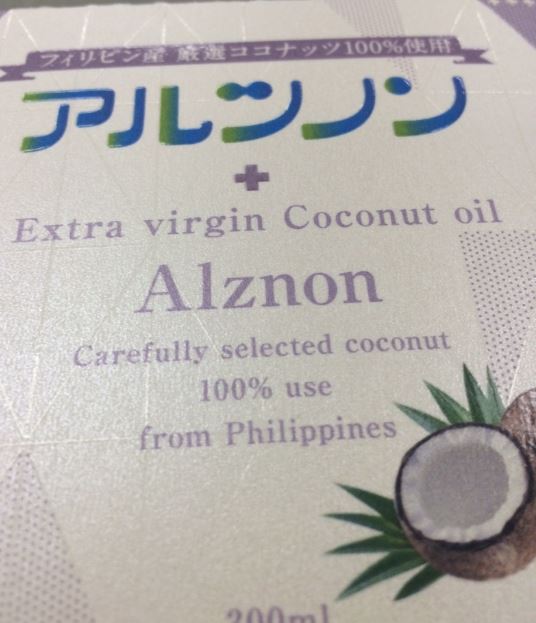 フィリピン産 厳選ココナッツ100%使用
アルツノン
+
Extra virgin Coconut oil
Alznon
Carefully selected coconut
100% use
from Philippines
200ml